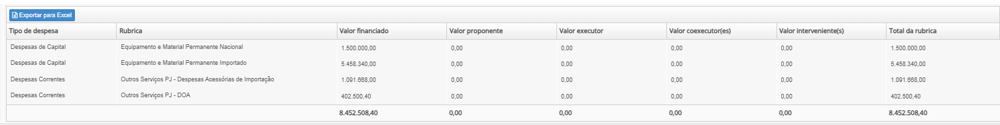 Exportar para Excel
Tipo de despesa Rubrica Valor financiado Valor proponente Valor executor Valor coexecutor(es) Valor interveniente(s) Total da rubrica
Despesas de Capital Equipamento e Material Permanente Nacional 1.500.000,00 0,00 0,00 0,00 0,00 1.500.000,00
Despesas de Capital Equipamento e Material Permanente Importado 5.458.340,00 0,00 0,00 0,00 0,00 5.458.340,00
Despesas Correntes Outros Serviços PJ - Despesas Acessórias de Importação 1.091.668,00 0,00 0,00 0,00 0,00 1.091.668,00
Despesas Correntes Outros Serviços PJ - DOA 402.500,40 0,00 0,00 0,00 0,00 402.500,40
8.452.508,40 0,00 0,00 0,00 0,00 8.452.508,40